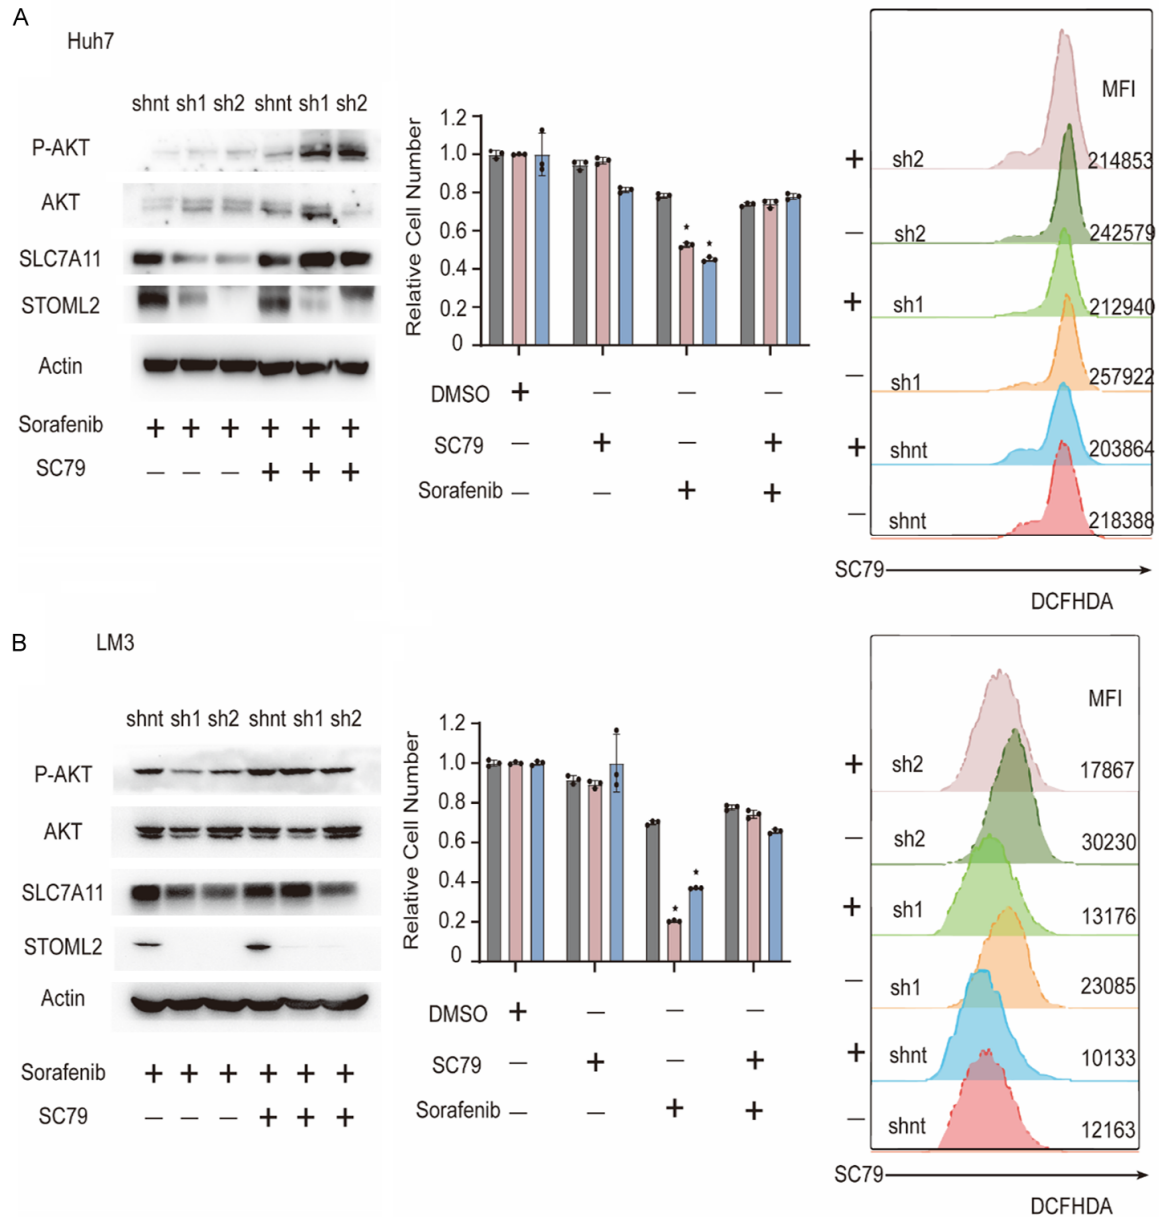 A
Huh7
shnt sh1 sh2 shnt sh1 sh2
P-AKT
AKT
SLC7A11
STOML2
Actin
Sorafenib + + + + + +
SC79 — — — + + +
Relative Cell Number
1.2
1.0
0.8
0.6
0.4
0.2
0
* *
DMSO + — — —
SC79 — + — +
Sorafenib — — + +
MFI
+ sh2 214853
— sh2 242579
+ sh1 212940
— sh1 257922
+ shnt 203864
— shnt 218388
SC79
DCFHDA
B
LM3
shnt sh1 sh2 shnt sh1 sh2
P-AKT
AKT
SLC7A11
STOML2
Actin
Sorafenib + + + + + +
SC79 — — — + + +
Relative Cell Number
1.2
1.0
0.8
0.6
0.4
0.2
0
* *
DMSO + — — —
SC79 — + — +
Sorafenib — — + +
MFI
+ sh2 17867
— sh2 30230
+ sh1 13176
— sh1 23085
+ shnt 10133
— shnt 12163
SC79
DCFHDA